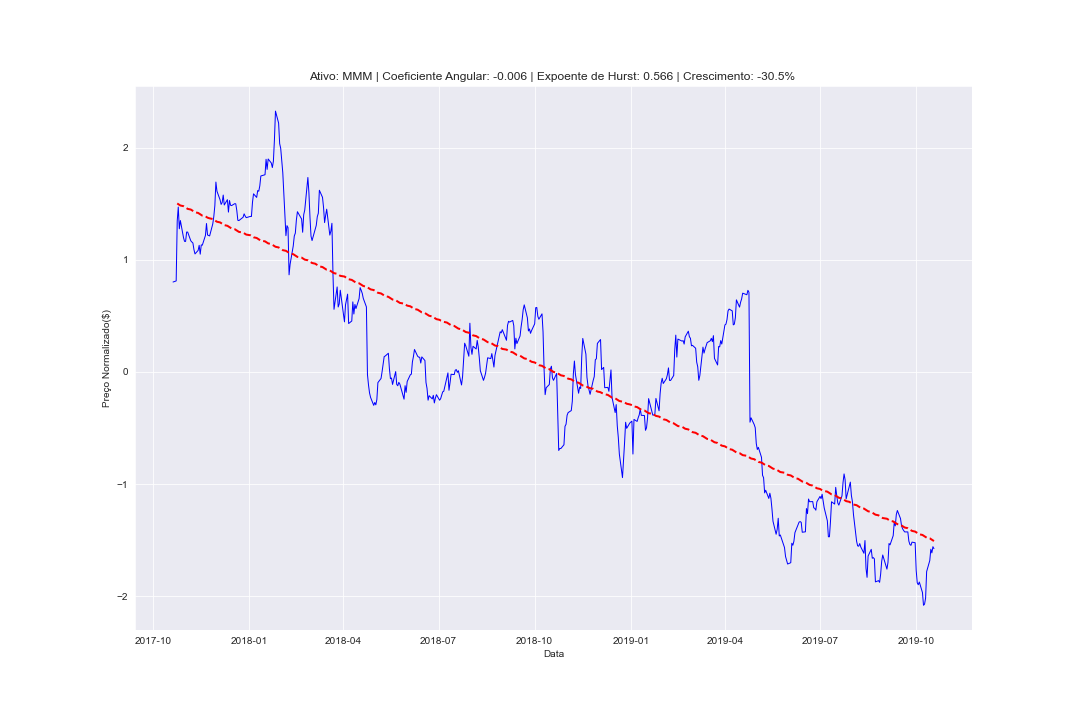 Ativo: MMM | Coeficiente Angular: -0.006 | Expoente de Hurst: 0.566 | Crescimento: -30.5%
Preço Normalizado($)
2
1
0
−1
−2
2017-10 2018-01 2018-04 2018-07 2018-10 2019-01 2019-04 2019-07 2019-10
Data